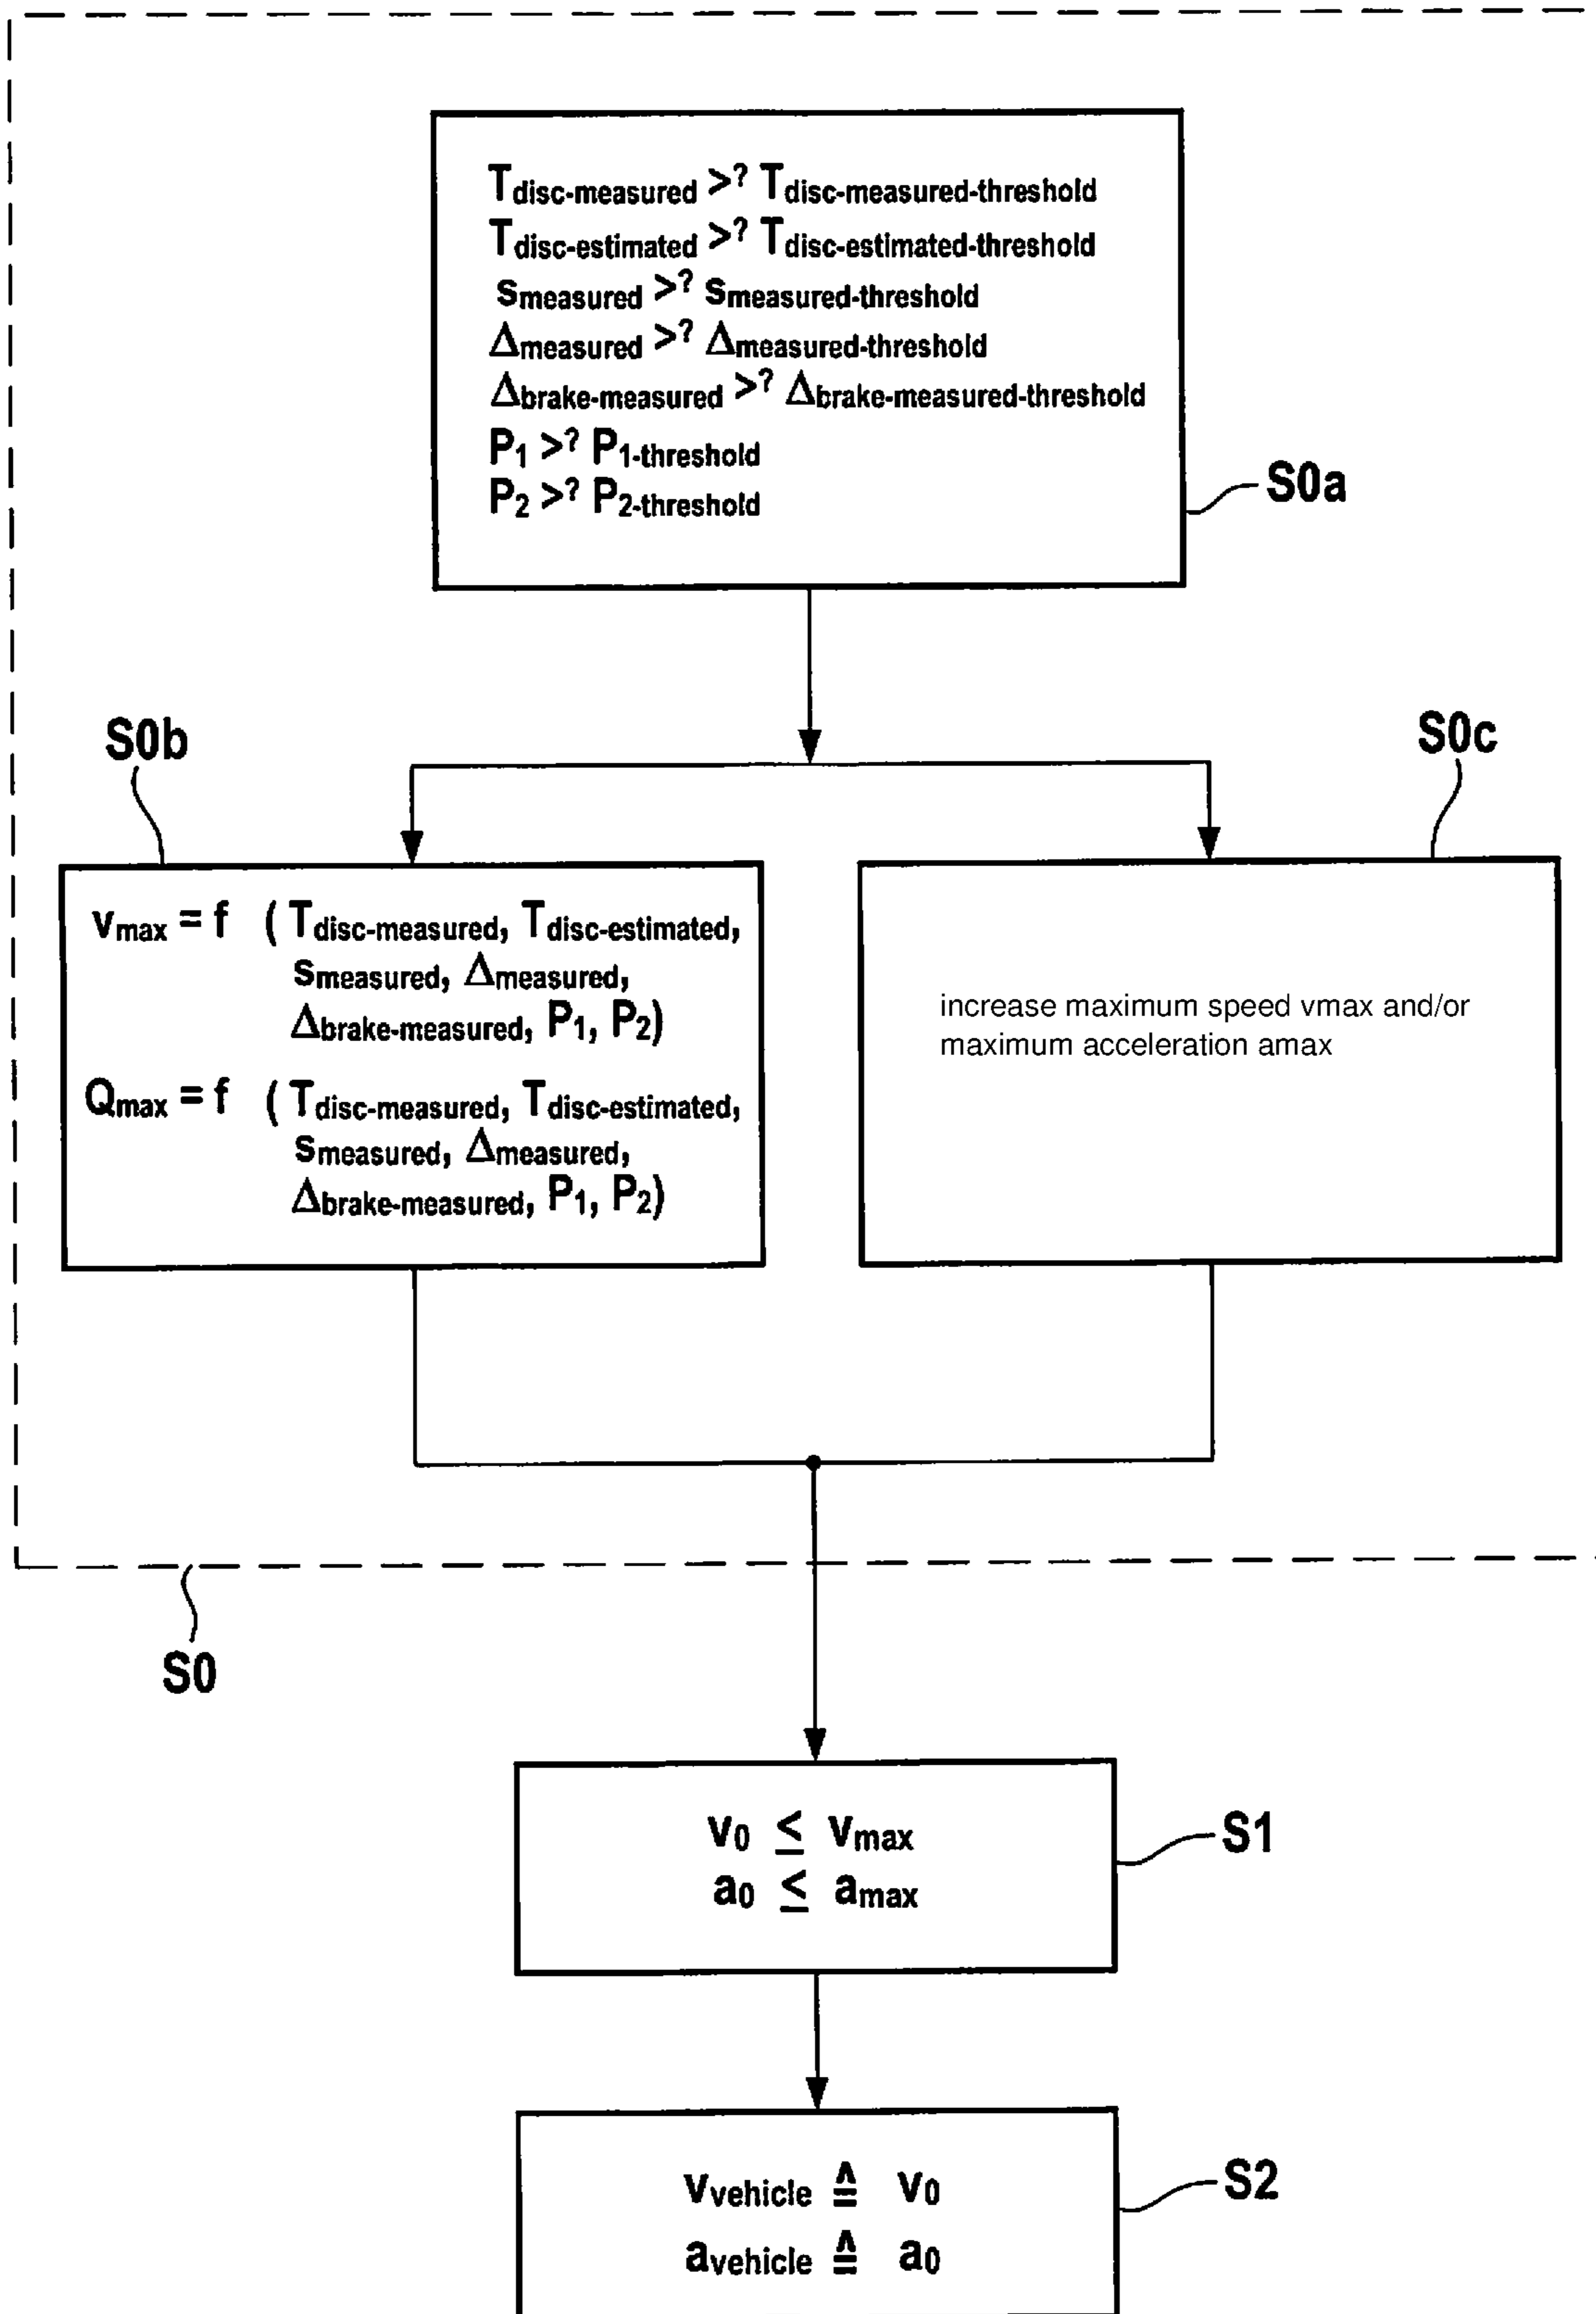 Tdisc-measured >? Tdisc-measured-threshold
Tdisc-estimated >? Tdisc-estimated-threshold
smeasured >? smeasured-threshold
Δmeasured >? Δmeasured-threshold
Δbrake-measured >? Δbrake-measured-threshold
P1 >? P1-threshold
P2 >? P2-threshold
S0a
S0b
S0c
vmax = f ( Tdisc-measured, Tdisc-estimated,
smeasured, Δmeasured,
Δbrake-measured, P1, P2)
Qmax = f ( Tdisc-measured, Tdisc-estimated,
smeasured, Δmeasured,
Δbrake-measured, P1, P2)
increase maximum speed vmax and/or
maximum acceleration amax
S0
v0 ≤ vmax
a0 ≤ amax
S1
vvehicle ≙ v0
avehicle ≙ a0
S2